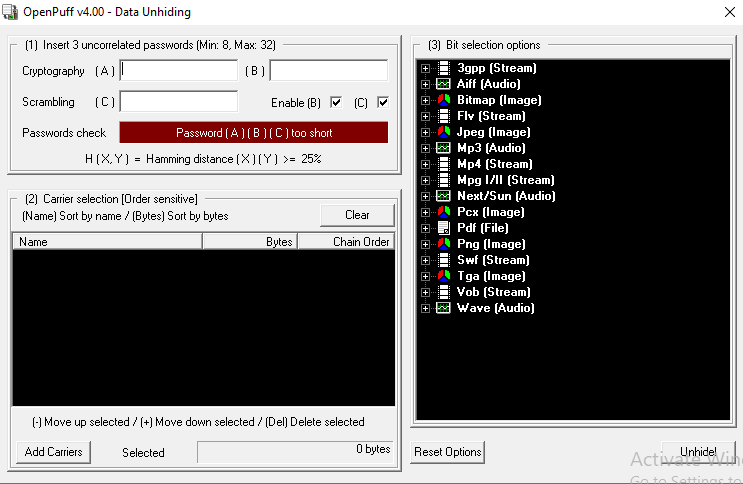 OpenPuff v4.00 - Data Unhiding
(1) Insert 3 uncorrelated passwords (Min: 8, Max: 32)
Cryptography (A) (B)
Scrambling (C) Enable (B) (C)
Passwords check Password (A) (B) (C) too short
H (X,Y) = Hamming distance (X) (Y) >= 25%
(2) Carrier selection [Order sensitive]
(Name) Sort by name / (Bytes) Sort by bytes
Clear
Name Bytes Chain Order
(-) Move up selected / (+) Move down selected / (Del) Delete selected
Add Carriers Selected 0 bytes
(3) Bit selection options
3gpp (Stream)
Aiff (Audio)
Bitmap (Image)
Flv (Stream)
Jpeg (Image)
Mp3 (Audio)
Mp4 (Stream)
Mpg I/II (Stream)
Next/Sun (Audio)
Pcx (Image)
Pdf (File)
Png (Image)
Swf (Stream)
Tga (Image)
Vob (Stream)
Wave (Audio)
Reset Options Unhide!
Activate Win
Go to Settings to